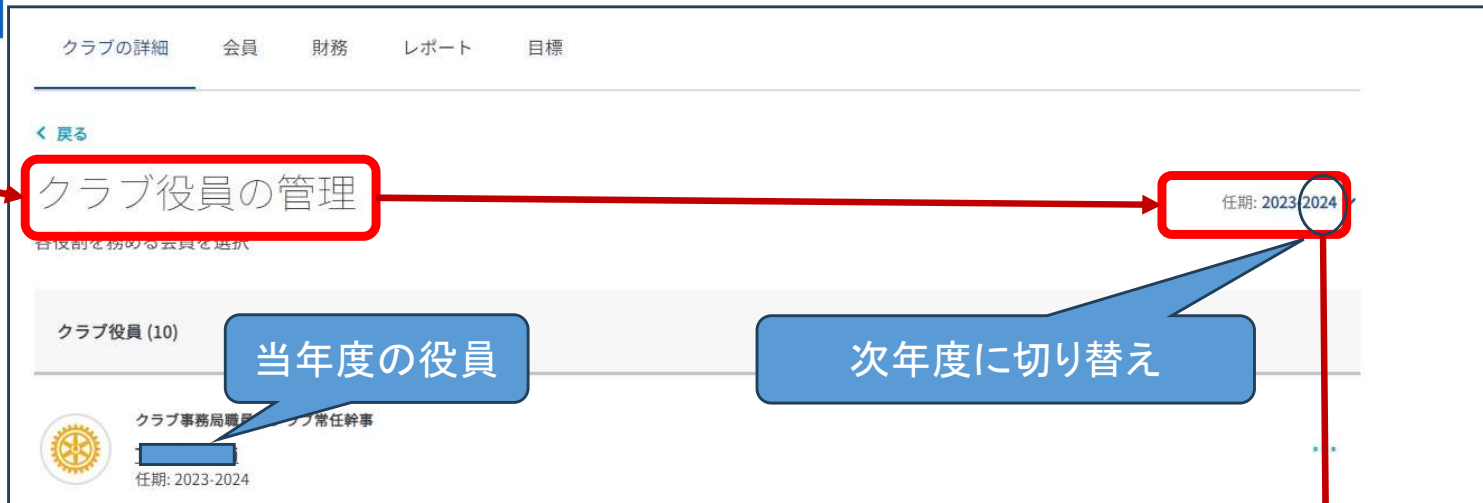 クラブの詳細 会員 財務 レポート 目標
戻る
クラブ役員の管理
任期: 2023-2024
各役割を務める会員を選択
クラブ役員 (10)
当年度の役員
次年度に切り替え
クラブ事務局職員 クラブ常任幹事
任期: 2023-2024